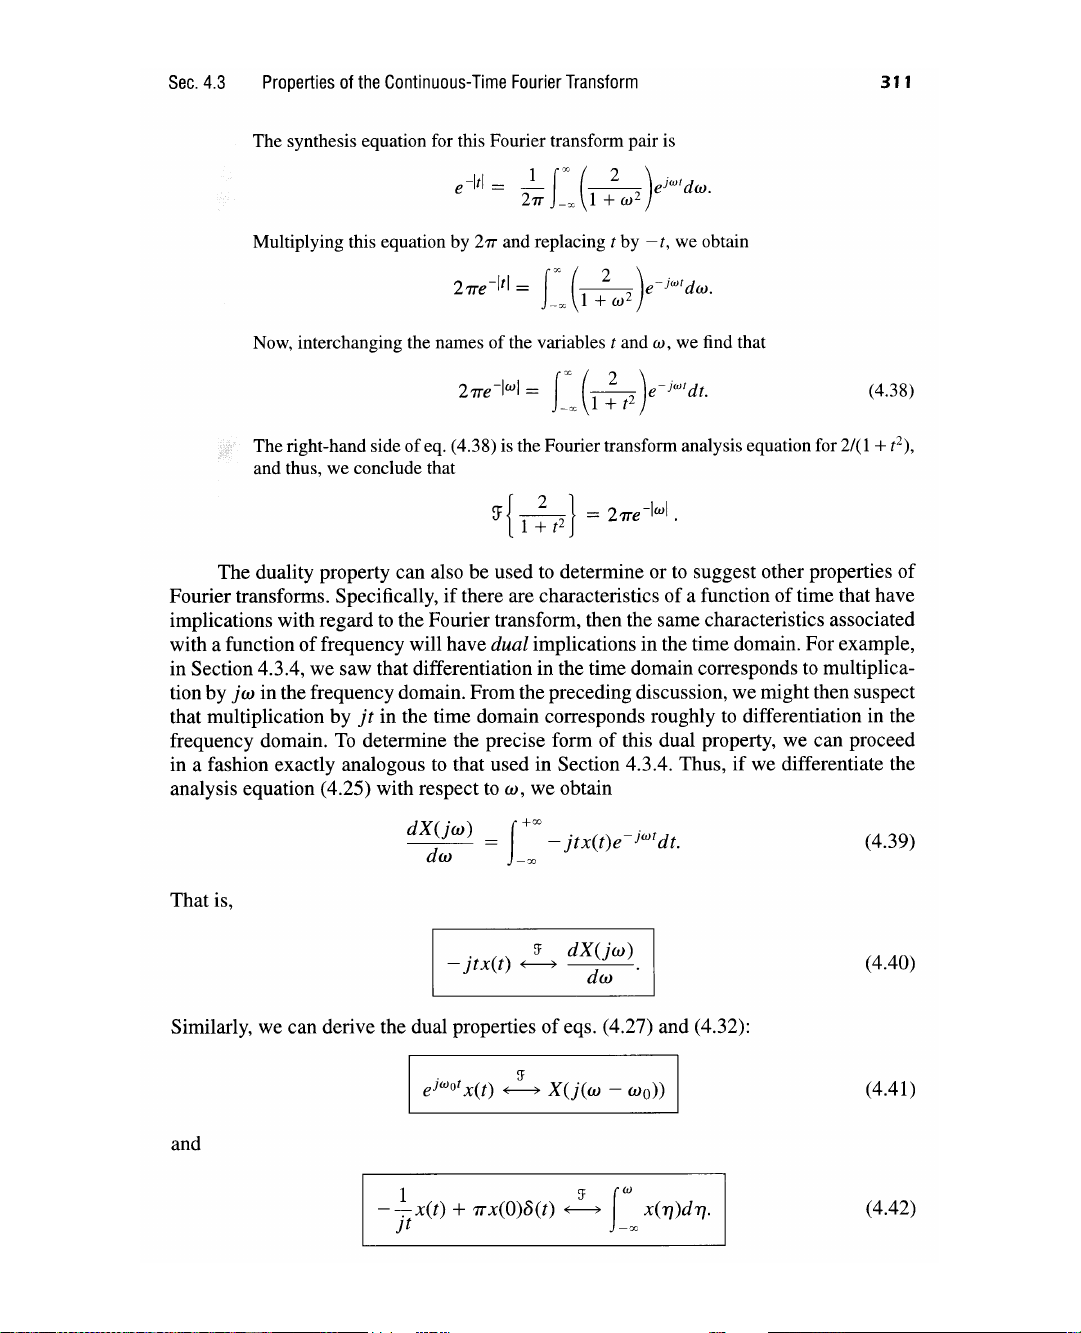 Sec. 4.3 Properties of the Continuous-Time Fourier Transform 311
The synthesis equation for this Fourier transform pair is
e^{-|t|} = \frac{1}{2\pi} \int_{-\infty}^{\infty} \left( \frac{2}{1 + \omega^2} \right) e^{j\omega t} d\omega.
Multiplying this equation by 2π and replacing t by −t, we obtain
2\pi e^{-|t|} = \int_{-\infty}^{\infty} \left( \frac{2}{1 + \omega^2} \right) e^{-j\omega t} d\omega.
Now, interchanging the names of the variables t and ω, we find that
2\pi e^{-|\omega|} = \int_{-\infty}^{\infty} \left( \frac{2}{1 + t^2} \right) e^{-j\omega t} dt. (4.38)
The right-hand side of eq. (4.38) is the Fourier transform analysis equation for 2/(1 + t²),
and thus, we conclude that
\mathcal{F}\left\{ \frac{2}{1 + t^2} \right\} = 2\pi e^{-|\omega|}.
The duality property can also be used to determine or to suggest other properties of
Fourier transforms. Specifically, if there are characteristics of a function of time that have
implications with regard to the Fourier transform, then the same characteristics associated
with a function of frequency will have dual implications in the time domain. For example,
in Section 4.3.4, we saw that differentiation in the time domain corresponds to multiplica-
tion by jω in the frequency domain. From the preceding discussion, we might then suspect
that multiplication by jt in the time domain corresponds roughly to differentiation in the
frequency domain. To determine the precise form of this dual property, we can proceed
in a fashion exactly analogous to that used in Section 4.3.4. Thus, if we differentiate the
analysis equation (4.25) with respect to ω, we obtain
\frac{dX(j\omega)}{d\omega} = \int_{-\infty}^{+\infty} -jtx(t)e^{-j\omega t} dt. (4.39)
That is,
-jtx(t) \overset{\mathcal{F}}{\longleftrightarrow} \frac{dX(j\omega)}{d\omega}. (4.40)
Similarly, we can derive the dual properties of eqs. (4.27) and (4.32):
e^{j\omega_0 t}x(t) \overset{\mathcal{F}}{\longleftrightarrow} X(j(\omega - \omega_0)) (4.41)
and
-\frac{1}{jt}x(t) + \pi x(0)\delta(t) \overset{\mathcal{F}}{\longleftrightarrow} \int_{-\infty}^{\omega} x(\eta)d\eta. (4.42)